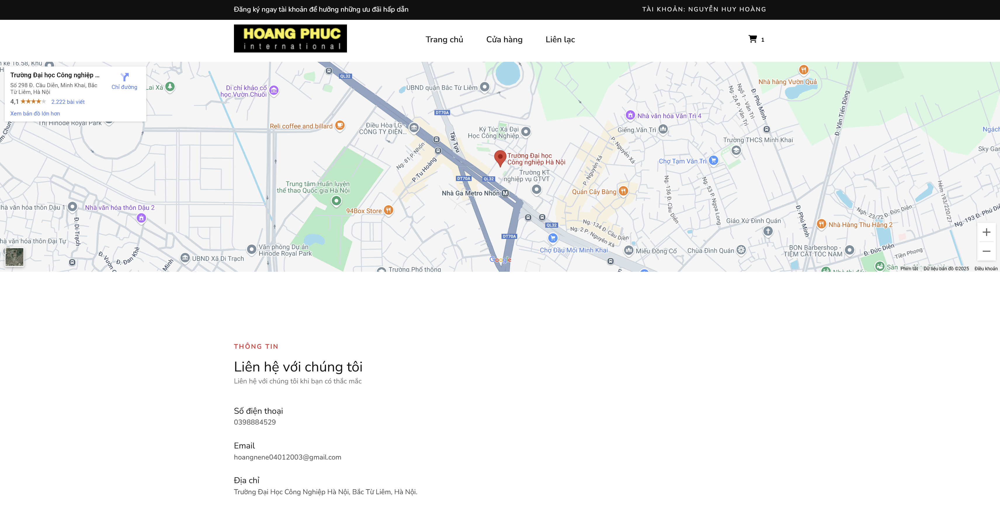 Đăng ký ngay tài khoản để hưởng những ưu đãi hấp dẫn
TÀI KHOẢN: NGUYỄN HUY HOÀNG
HOANG PHUC
international
Trang chủ
Cửa hàng
Liên lạc
1
Trường Đại học Công nghiệp ...
Số 298 Đ. Cầu Diễn, Minh Khai, Bắc
Từ Liêm, Hà Nội
4,1
2.222 bài viết
Xem bản đồ lớn hơn
Chỉ đường
kề 16.58, Khu
Lai Xá
Thị Hinode Royal Park
Di chỉ khảo cổ
học Vườn Chuối
QL32
UBND quận Bắc Từ Liêm
DT70A
Nhà hàng Vườn Quả
Ngõ 1 - Văn Trì
Ng. 2A P. Văn Trì
Đ. Phú Minh
Đ. Văn Tiến Dũng
Nhà văn hóa Văn Trì 4
Reli coffee and billard
Điều Hòa LG -
CÔNG TY ĐIỆN...
Tây Tựu
Ký Túc Xá Đại
Học Công Nghiệp
Giếng Văn Trì
Trường THCS Minh Khai
Ngách
Sky Gar
P. Nguyên Xá
Ng. 81 P.Nhổn
P.Tu Hoàng
Trường Đại học
Công nghiệp Hà Nội
Chợ Tạm Văn Trì
Trường KT
nghiệp vụ GTVT
P. Nguyên Xá
DT70A
QL32
Trung tâm Huấn luyện
thể thao Quốc gia Hà Nội
Nhà Ga Metro Nhổn
Quán Cây Bàng
Ng. 136 Đ. Cầu Diễn
Ng. 53 P. Ngọa Long
Hẻm 193/220/27
hà văn hóa thôn Dậu 1
Nhà văn hóa thôn Dậu 2
94Box Store
Đ. Di Trạch
Đ. Phú Minh
Ngh. 23/72 Đ. Đức Diễn
Ng. 193 Đ. Phú Diễ
Giáo Xứ Đình Quán
Nhà Hàng Thu Hằng 2
QL32
Ng. 134 Đ. Cầu Diễn
Ng. 2 P. Nguyên Xá
DT70A
hà văn hóa thôn Đại Tự
Văn phòng Dự án
Hinode Royal Park
Chợ Đầu Mối Minh Khai
Miếu Đồng Cổ
Chùa Đình Quán
BON Barbershop -
TIỆM CẮT TÓC NAM
Đ. Đức Diễn
Tiền Phong
Đ. Đan Khê
Đ. Vườn
Minh
UBND Xã Di Trạch
Google
Trường Phổ thông
Phím tắt
Dữ liệu bản đồ ©2025
Điều khoản
THÔNG TIN
Liên hệ với chúng tôi
Liên hệ với chúng tôi khi bạn có thắc mắc
Số điện thoại
0398884529
Email
hoangnene04012003@gmail.com
Địa chỉ
Trường Đại Học Công Nghiệp Hà Nội, Bắc Từ Liêm, Hà Nội.